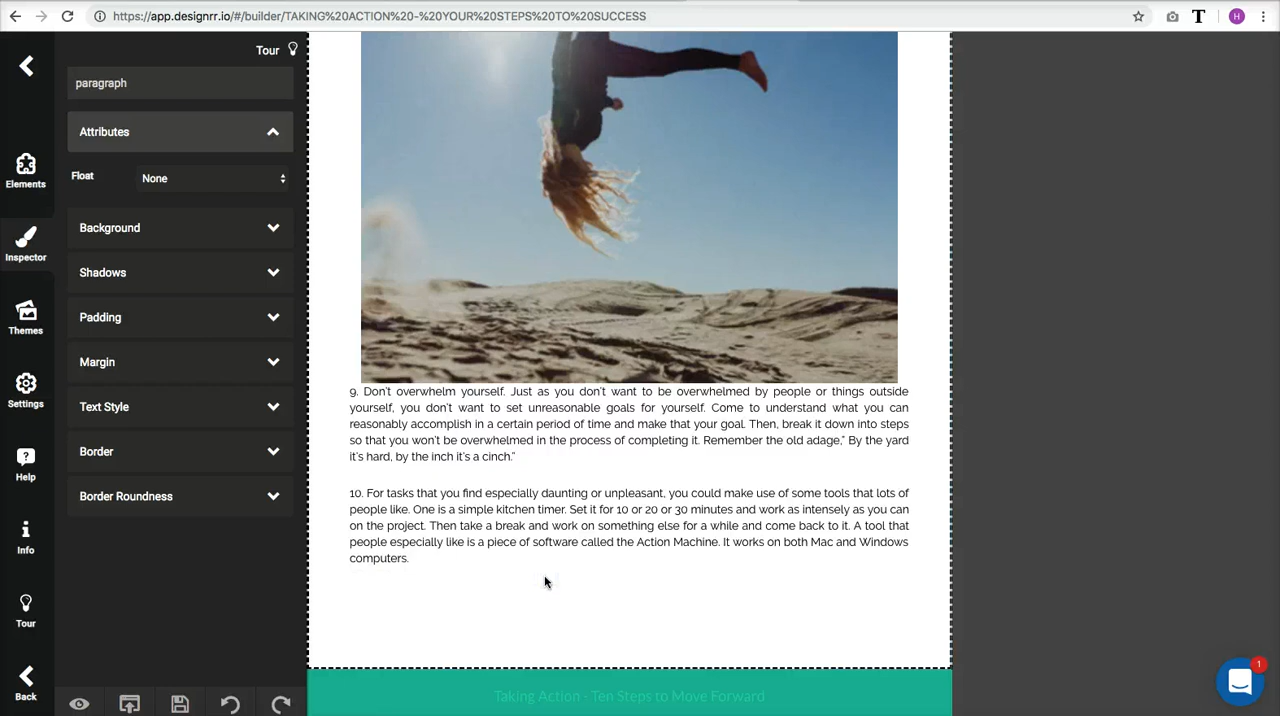 https://app.designrr.io/#/builder/TAKING%20ACTION%20-%20YOUR%20STEPS%20TO%20SUCCESS
T
H
Tour
paragraph
Attributes
Float
None
Background
Shadows
Padding
Margin
Text Style
Border
Border Roundness
Elements
Inspector
Themes
Settings
Help
Info
Tour
Back
9. Don't overwhelm yourself. Just as you don't want to be overwhelmed by people or things outside
yourself, you don't want to set unreasonable goals for yourself. Come to understand what you can
reasonably accomplish in a certain period of time and make that your goal. Then, break it down into steps
so that you won't be overwhelmed in the process of completing it. Remember the old adage," By the yard
it's hard, by the inch it's a cinch."
10. For tasks that you find especially daunting or unpleasant, you could make use of some tools that lots of
people like. One is a simple kitchen timer. Set it for 10 or 20 or 30 minutes and work as intensely as you can
on the project. Then take a break and work on something else for a while and come back to it. A tool that
people especially like is a piece of software called the Action Machine. It works on both Mac and Windows
computers.
Taking Action - Ten Steps to Move Forward
1